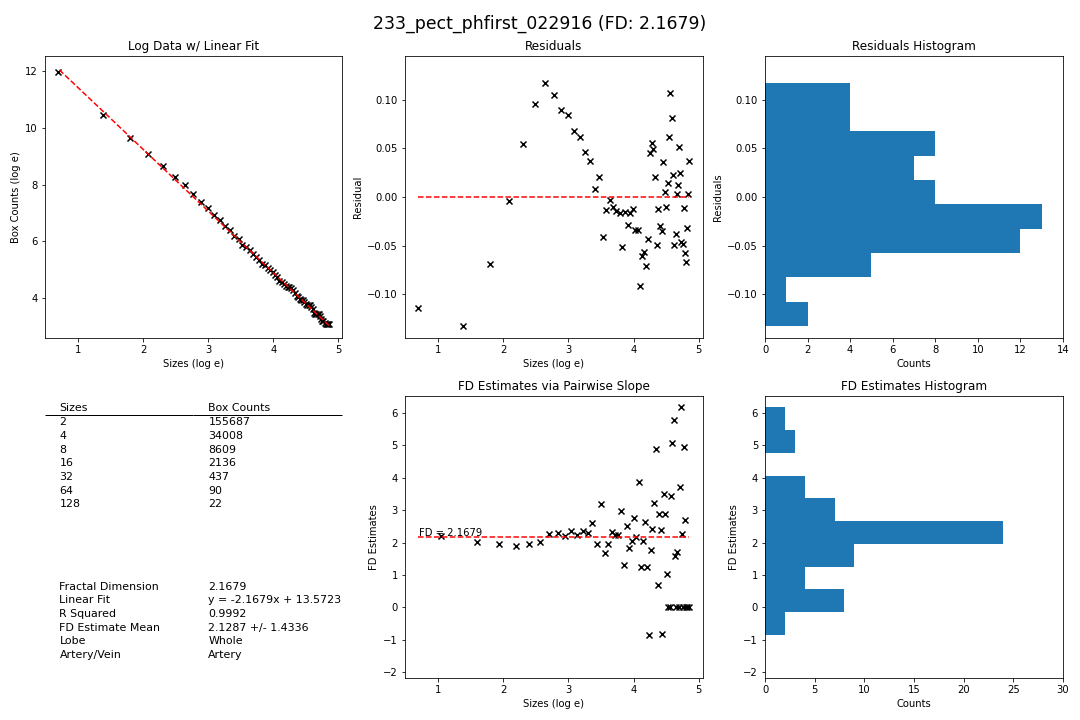 233_pect_phfirst_022916 (FD: 2.1679)
Log Data w/ Linear Fit
Box Counts (log e)
12
10
8
6
4
1 2 3 4 5
Sizes (log e)
Residuals
Residual
0.10
0.05
0.00
−0.05
−0.10
1 2 3 4 5
Sizes (log e)
Residuals Histogram
Residuals
0.10
0.05
0.00
−0.05
−0.10
0 2 4 6 8 10 12 14
Counts
Sizes Box Counts
2 155687
4 34008
8 8609
16 2136
32 437
64 90
128 22
Fractal Dimension 2.1679
Linear Fit y = -2.1679x + 13.5723
R Squared 0.9992
FD Estimate Mean 2.1287 +/- 1.4336
Lobe Whole
Artery/Vein Artery
FD Estimates via Pairwise Slope
FD Estimates
6
5
4
3
2
1
0
−1
−2
FD = 2.1679
1 2 3 4 5
Sizes (log e)
FD Estimates Histogram
FD Estimates
6
5
4
3
2
1
0
−1
−2
0 5 10 15 20 25 30
Counts